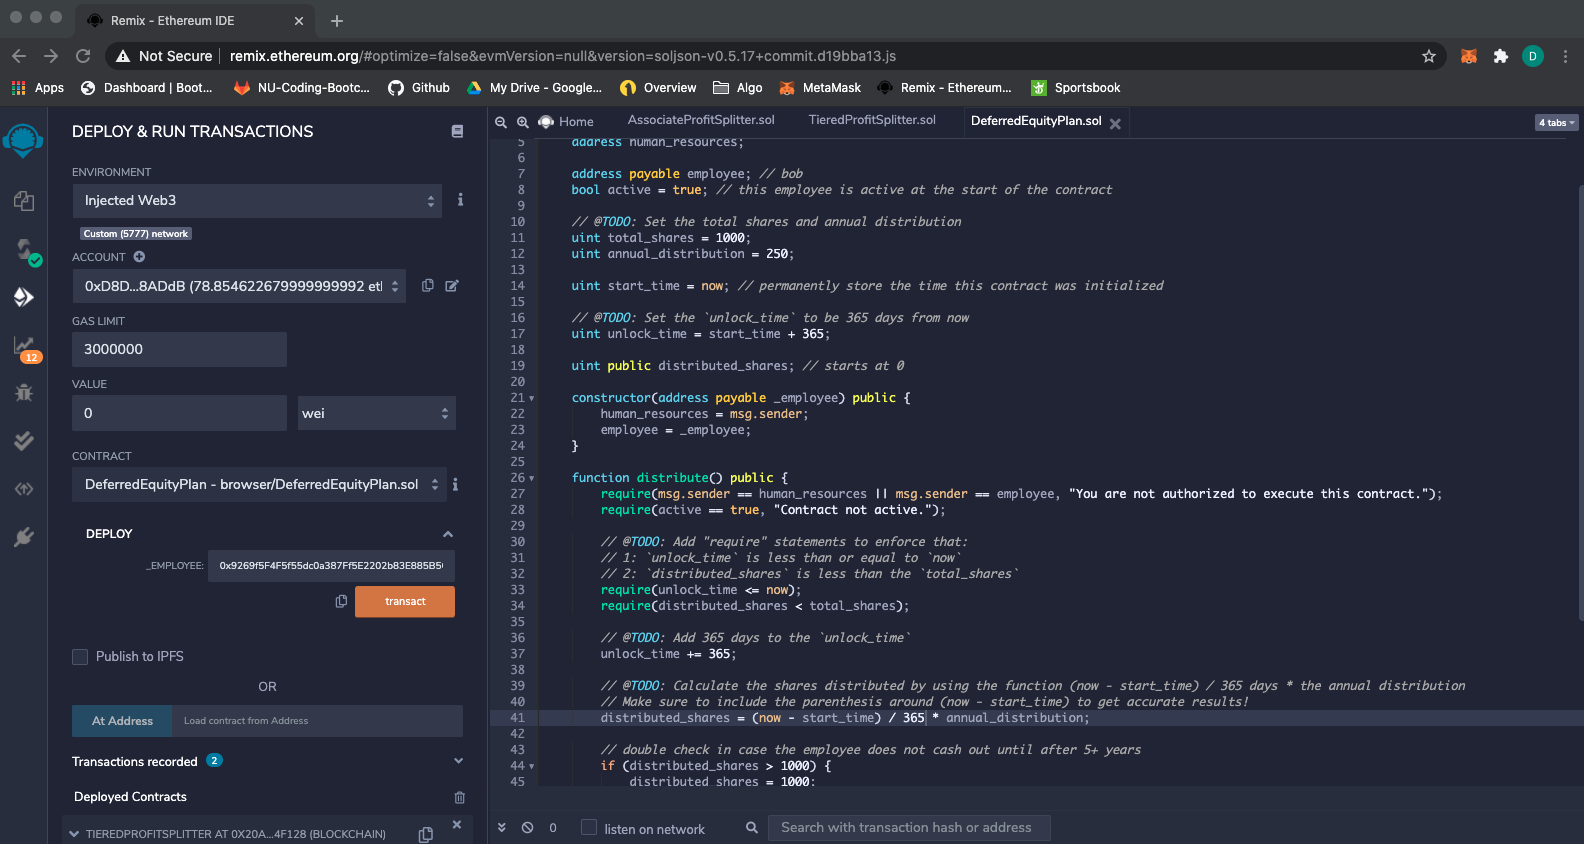 Remix - Ethereum IDE
Not Secure | remix.ethereum.org/#optimize=false&evmVersion=null&version=soljson-v0.5.17+commit.d19bba13.js
D
Apps
Dashboard | Boot...
NU-Coding-Bootc...
Github
My Drive - Google...
Overview
Algo
MetaMask
Remix - Ethereum...
Sportsbook
DEPLOY & RUN TRANSACTIONS
ENVIRONMENT
Injected Web3
Custom (5777) network
ACCOUNT
0xD8D...8ADdB (78.854622679999999992 etl
GAS LIMIT
3000000
12
VALUE
0
wei
CONTRACT
DeferredEquityPlan - browser/DeferredEquityPlan.sol
DEPLOY
_EMPLOYEE:
0x9269f5F4F5f55dc0a387Ff5E2202b83E885B5
transact
Publish to IPFS
OR
At Address
Load contract from Address
Transactions recorded 2
Deployed Contracts
TIEREDPROFITSPLITTER AT 0X20A...4F128 (BLOCKCHAIN)
Home
AssociateProfitSplitter.sol
TieredProfitSplitter.sol
DeferredEquityPlan.sol
4 tabs
5 address human_resources;
6
7 address payable employee; // bob
8 bool active = true; // this employee is active at the start of the contract
9
10 // @TODO: Set the total shares and annual distribution
11 uint total_shares = 1000;
12 uint annual_distribution = 250;
13
14 uint start_time = now; // permanently store the time this contract was initialized
15
16 // @TODO: Set the `unlock_time` to be 365 days from now
17 uint unlock_time = start_time + 365;
18
19 uint public distributed_shares; // starts at 0
20
21 constructor(address payable _employee) public {
22 human_resources = msg.sender;
23 employee = _employee;
24 }
25
26 function distribute() public {
27 require(msg.sender == human_resources || msg.sender == employee, "You are not authorized to execute this contract.");
28 require(active == true, "Contract not active.");
29
30 // @TODO: Add "require" statements to enforce that:
31 // 1: `unlock_time` is less than or equal to `now`
32 // 2: `distributed_shares` is less than the `total_shares`
33 require(unlock_time <= now);
34 require(distributed_shares < total_shares);
35
36 // @TODO: Add 365 days to the `unlock_time`
37 unlock_time += 365;
38
39 // @TODO: Calculate the shares distributed by using the function (now - start_time) / 365 days * the annual distribution
40 // Make sure to include the parenthesis around (now - start_time) to get accurate results!
41 distributed_shares = (now - start_time) / 365 * annual_distribution;
42
43 // double check in case the employee does not cash out until after 5+ years
44 if (distributed_shares > 1000) {
45 distributed_shares = 1000;
0
listen on network
Search with transaction hash or address